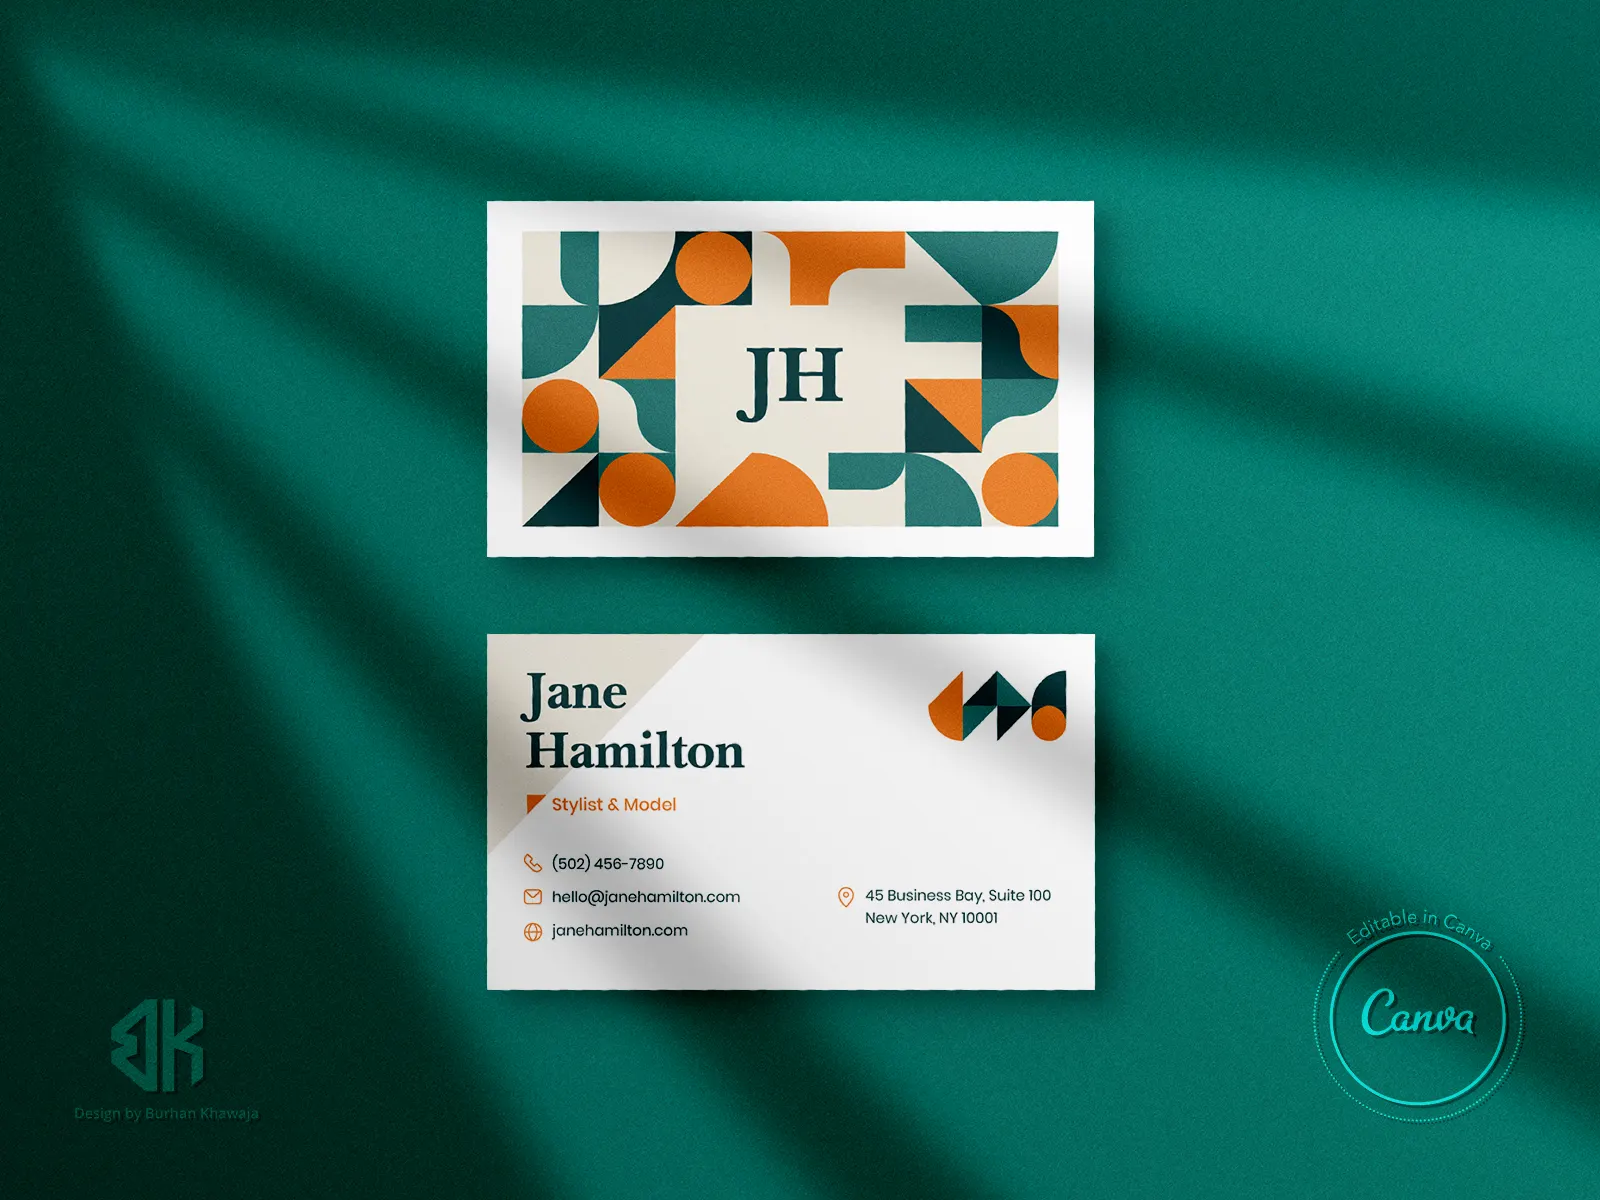 JH
Jane
Hamilton
Stylist & Model
(502) 456-7890
hello@janehamilton.com
janehamilton.com
45 Business Bay, Suite 100
New York, NY 10001
BK
Design by Burhan Khawaja
Editable in Canva
Canva